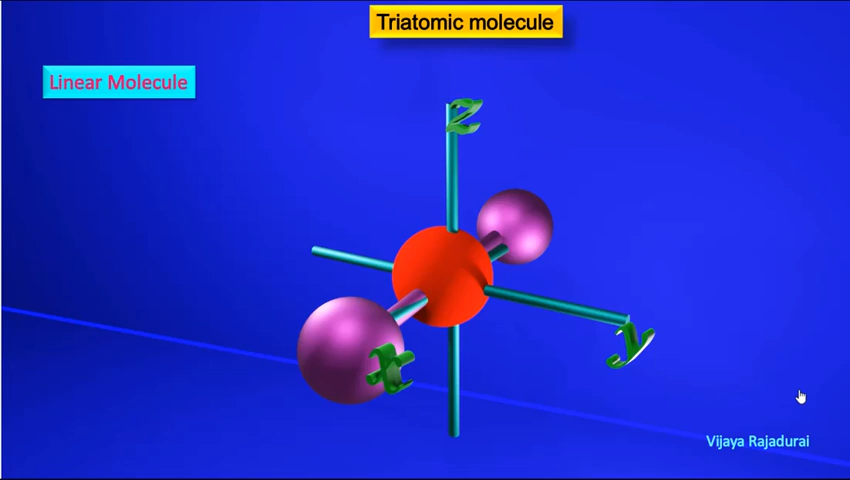 Triatomic molecule
Linear Molecule
z
x
y
Vijaya Rajadurai